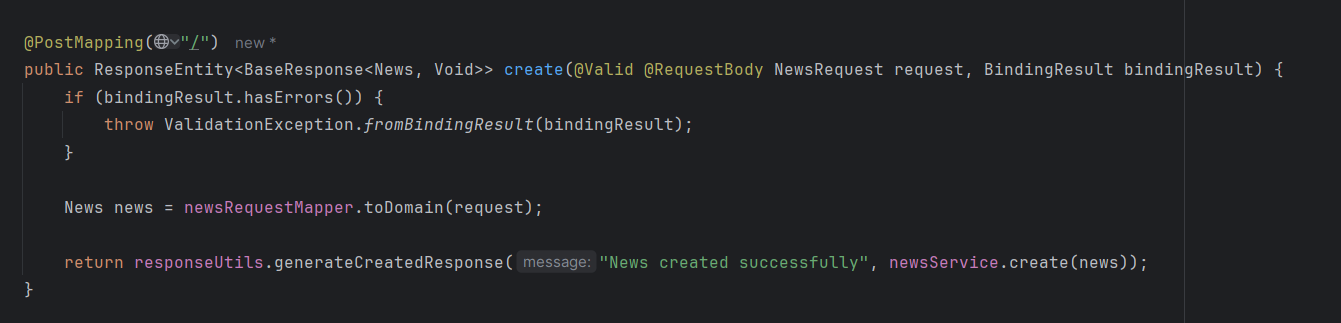 @PostMapping("/") new *
public ResponseEntity<BaseResponse<News, Void>> create(@Valid @RequestBody NewsRequest request, BindingResult bindingResult) {
if (bindingResult.hasErrors()) {
throw ValidationException.fromBindingResult(bindingResult);
}
News news = newsRequestMapper.toDomain(request);
return responseUtils.generateCreatedResponse( message: "News created successfully", newsService.create(news));
}